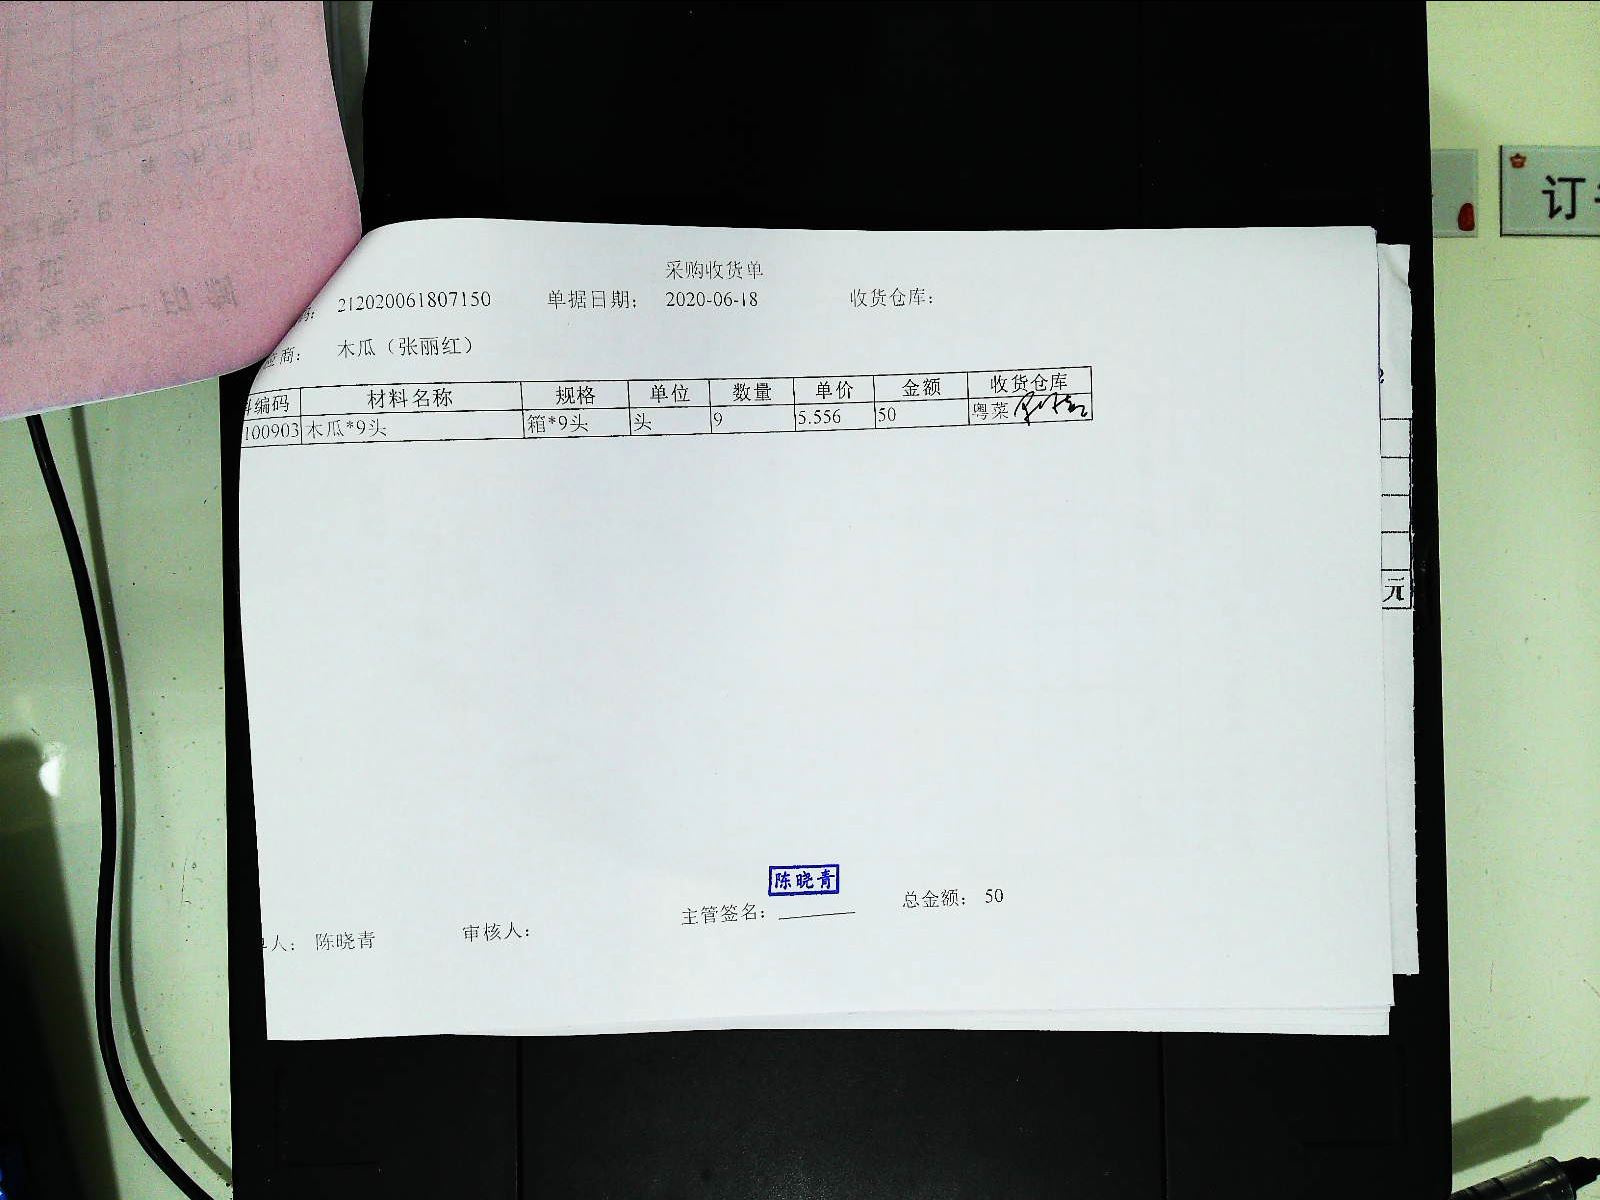 采购收货单
212020061807150 单据日期: 2020-06-18 收货仓库:
商: 木瓜（张丽红）
编码 材料名称 规格 单位 数量 单价 金额 收货仓库
100903 木瓜*9头 箱*9头 头 9 5.556 50 粤菜
陈晓青
主管签名: 总金额: 50
人: 陈晓青 审核人:
元
订